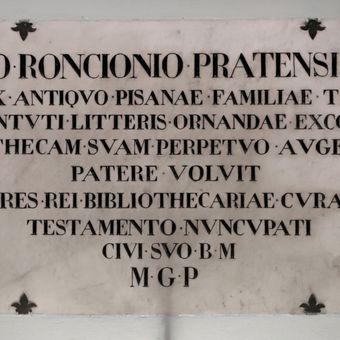 O·RONCIONIO·PRATENSI
X·ANTIQVO·PISANAE·FAMILIAE·T
NTVTI·LITTERIS·ORNANDAE·EXCO
THECAM·SVAM·PERPETVO·AVGE
PATERE·VOLVIT
RES·REI·BIBLIOTHECARIAE·CVRA
TESTAMENTO·NVNCVPATI
CIVI·SVO·B·M
M·G·P